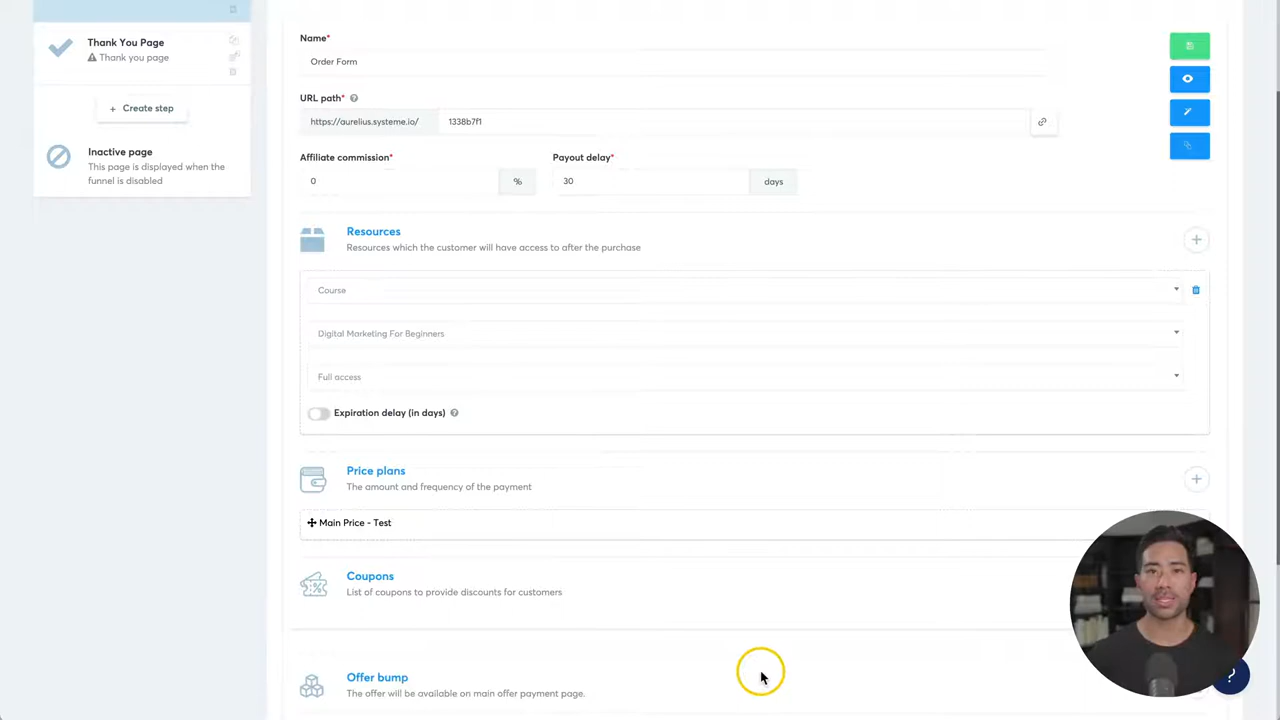 Thank You Page
Thank you page
+ Create step
Inactive page
This page is displayed when the
funnel is disabled
Name*
Order Form
URL path* ?
https://aurelius.systeme.io/ 1338b7f1
Affiliate commission* Payout delay*
0 % 30 days
Resources
Resources which the customer will have access to after the purchase
Course
Digital Marketing For Beginners
Full access
Expiration delay (in days) ?
Price plans
The amount and frequency of the payment
Main Price - Test
Coupons
List of coupons to provide discounts for customers
Offer bump
The offer will be available on main offer payment page.
?